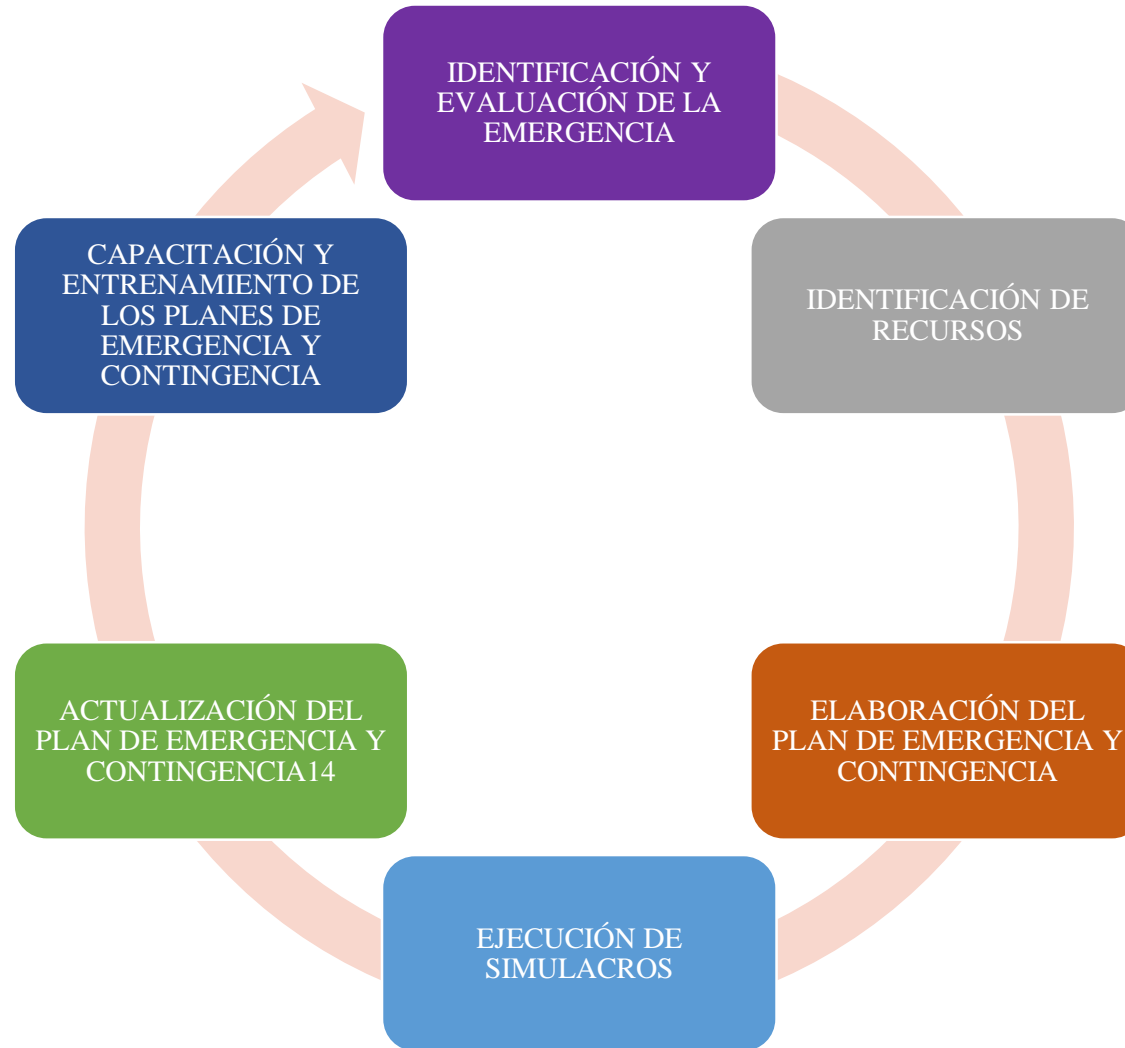 IDENTIFICACIÓN Y
EVALUACIÓN DE LA
EMERGENCIA
IDENTIFICACIÓN DE
RECURSOS
ELABORACIÓN DEL
PLAN DE EMERGENCIA Y
CONTINGENCIA
EJECUCIÓN DE
SIMULACROS
ACTUALIZACIÓN DEL
PLAN DE EMERGENCIA Y
CONTINGENCIA14
CAPACITACIÓN Y
ENTRENAMIENTO DE
LOS PLANES DE
EMERGENCIA Y
CONTINGENCIA